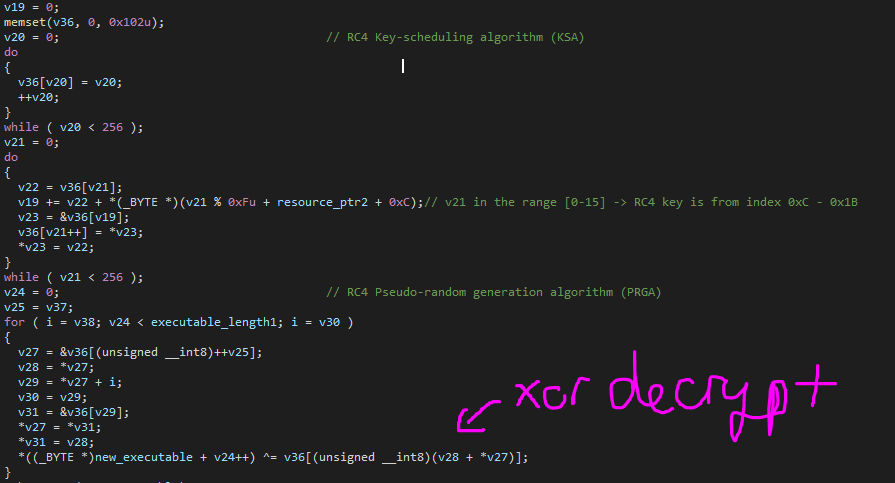 v19 = 0;
memset(v36, 0, 0x102u);
v20 = 0; // RC4 Key-scheduling algorithm (KSA)
do
{
v36[v20] = v20;
++v20;
}
while ( v20 < 256 );
v21 = 0;
do
{
v22 = v36[v21];
v19 += v22 + *(_BYTE *)(v21 % 0xFu + resource_ptr2 + 0xC);// v21 in the range [0-15] -> RC4 key is from index 0xC - 0x1B
v23 = &v36[v19];
v36[v21++] = *v23;
*v23 = v22;
}
while ( v21 < 256 );
v24 = 0; // RC4 Pseudo-random generation algorithm (PRGA)
v25 = v37;
for ( i = v38; v24 < executable_length1; i = v30 )
{
v27 = &v36[(unsigned __int8)++v25];
v28 = *v27;
v29 = *v27 + i;
v30 = v29;
v31 = &v36[v29];
*v27 = *v31;
*v31 = v28;
*((_BYTE *)new_executable + v24++) ^= v36[(unsigned __int8)(v28 + *v27)];
}
xor decrypt